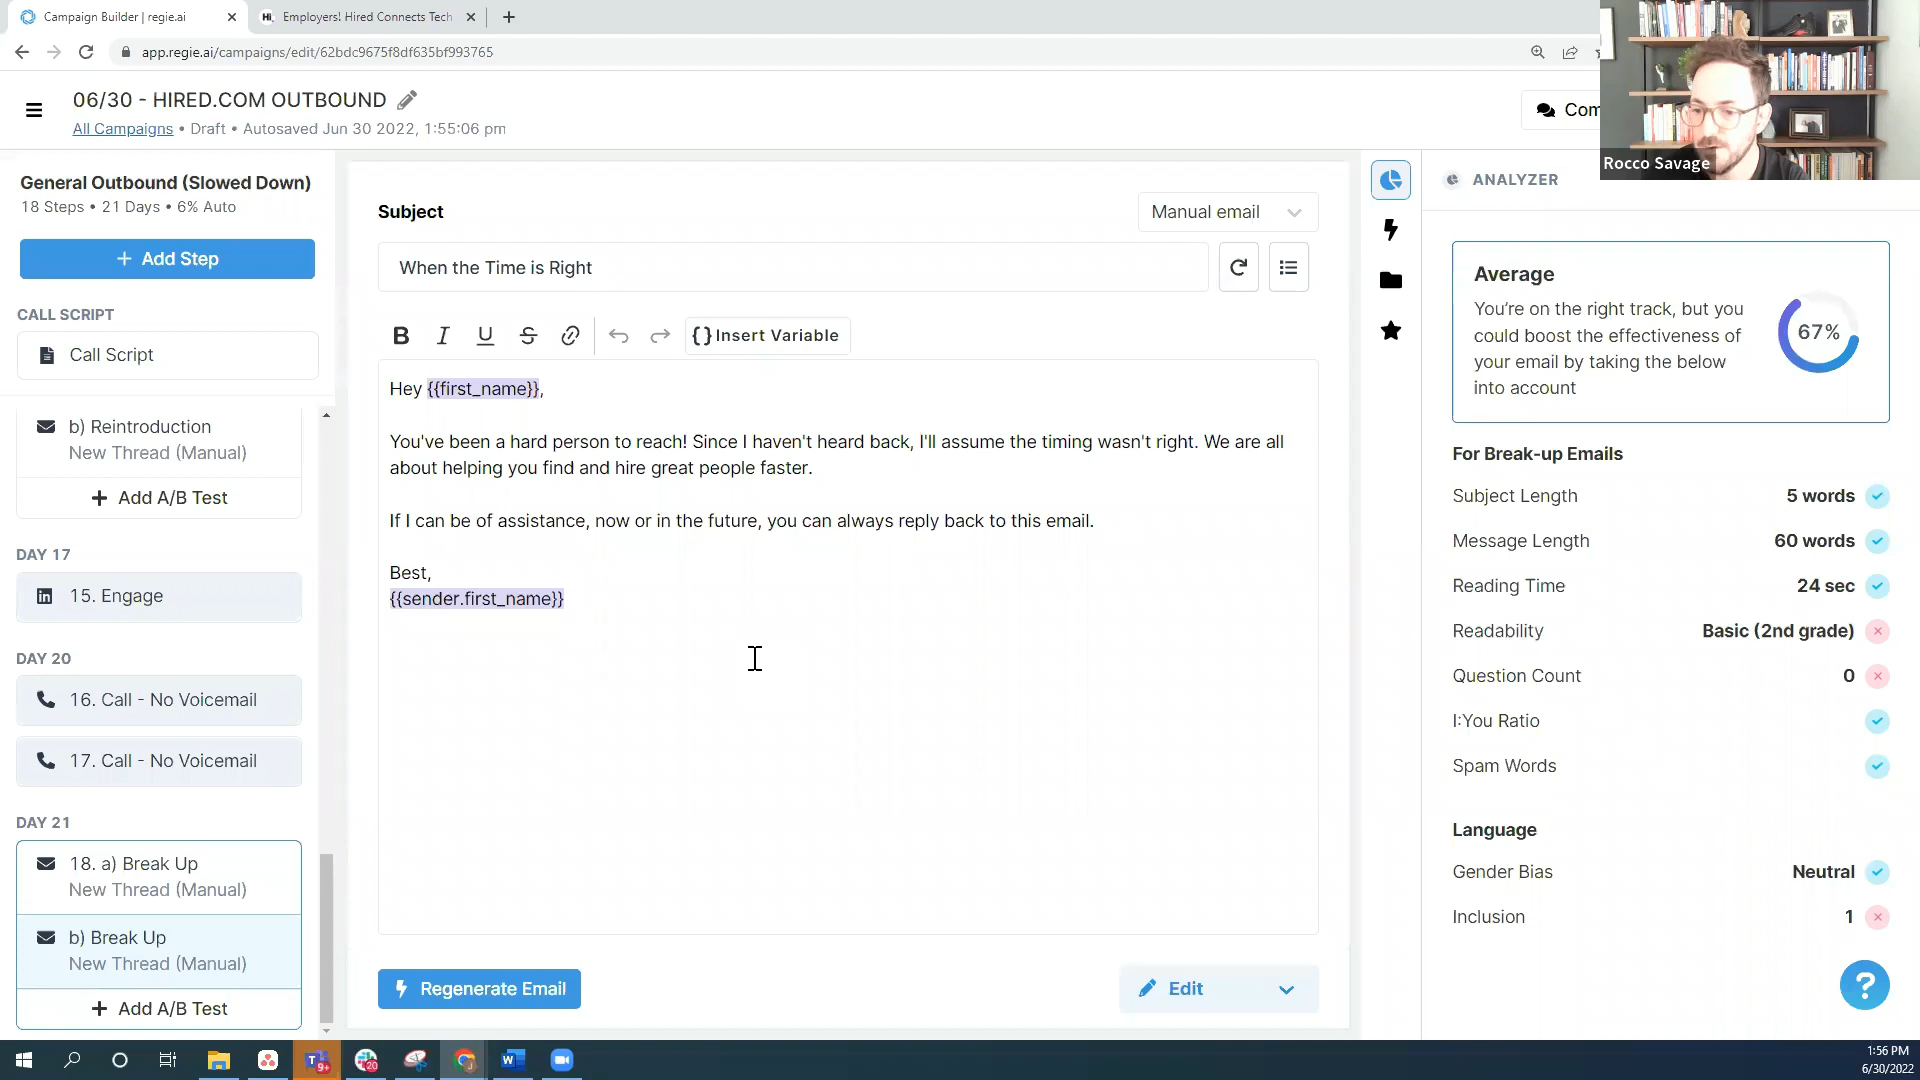 Campaign Builder | regie.ai
Hi. Employers! Hired Connects Tech
app.regie.ai/campaigns/edit/62bdc9675f8df635bf993765
06/30 - HIRED.COM OUTBOUND
All Campaigns • Draft • Autosaved Jun 30 2022, 1:55:06 pm
Com
Rocco Savage
General Outbound (Slowed Down)
18 Steps • 21 Days • 6% Auto
+ Add Step
CALL SCRIPT
Call Script
b) Reintroduction
New Thread (Manual)
+ Add A/B Test
DAY 17
15. Engage
DAY 20
16. Call - No Voicemail
17. Call - No Voicemail
DAY 21
18. a) Break Up
New Thread (Manual)
b) Break Up
New Thread (Manual)
+ Add A/B Test
Subject
Manual email
When the Time is Right
B I U S
{} Insert Variable
Hey {{first_name}},
You've been a hard person to reach! Since I haven't heard back, I'll assume the timing wasn't right. We are all
about helping you find and hire great people faster.
If I can be of assistance, now or in the future, you can always reply back to this email.
Best,
{{sender.first_name}}
Regenerate Email
Edit
ANALYZER
Average
You're on the right track, but you
could boost the effectiveness of
your email by taking the below
into account
67%
For Break-up Emails
Subject Length 5 words
Message Length 60 words
Reading Time 24 sec
Readability Basic (2nd grade)
Question Count 0
I:You Ratio
Spam Words
Language
Gender Bias Neutral
Inclusion 1
?
9+
20
1:56 PM
6/30/2022